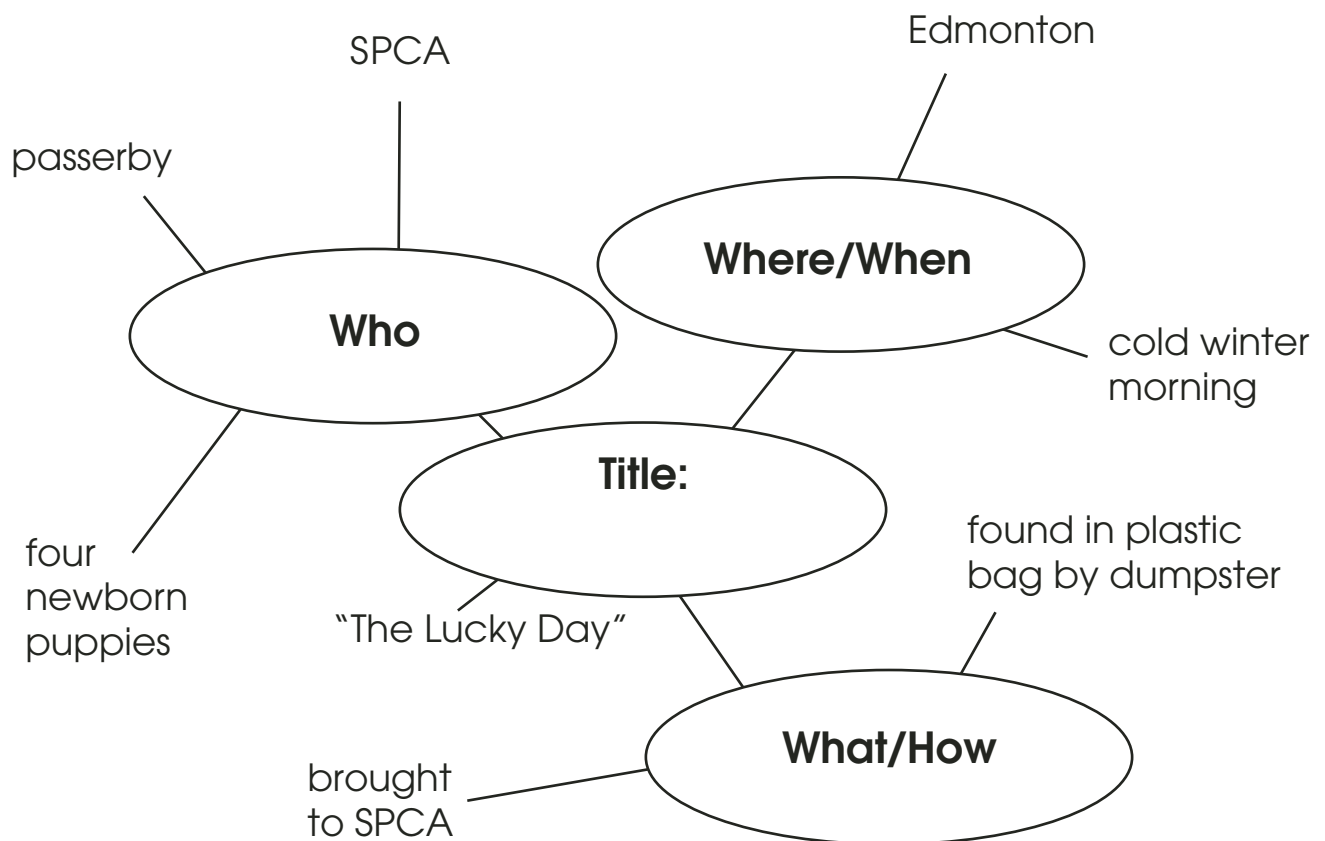 Edmonton
SPCA
passerby
Where/When
Who
cold winter
morning
Title:
found in plastic
bag by dumpster
four
newborn
puppies
“The Lucky Day”
What/How
brought
to SPCA